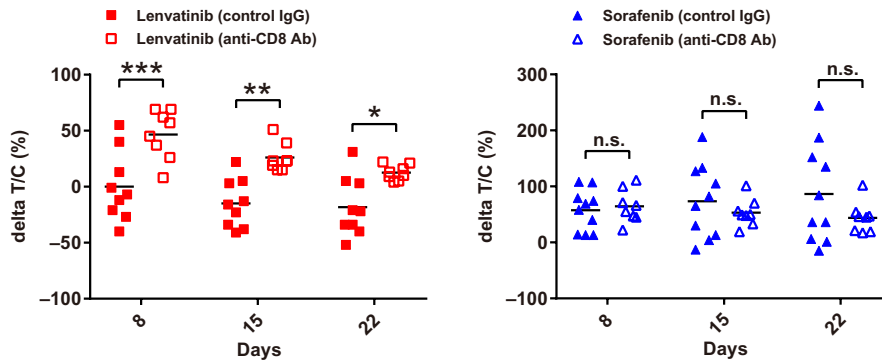 Lenvatinib (control IgG)
Lenvatinib (anti-CD8 Ab)
delta T/C (%)
100
50
0
–50
–100
***
**
*
8
15
22
Days
Sorafenib (control IgG)
Sorafenib (anti-CD8 Ab)
delta T/C (%)
300
200
100
0
–100
n.s.
n.s.
n.s.
8
15
22
Days